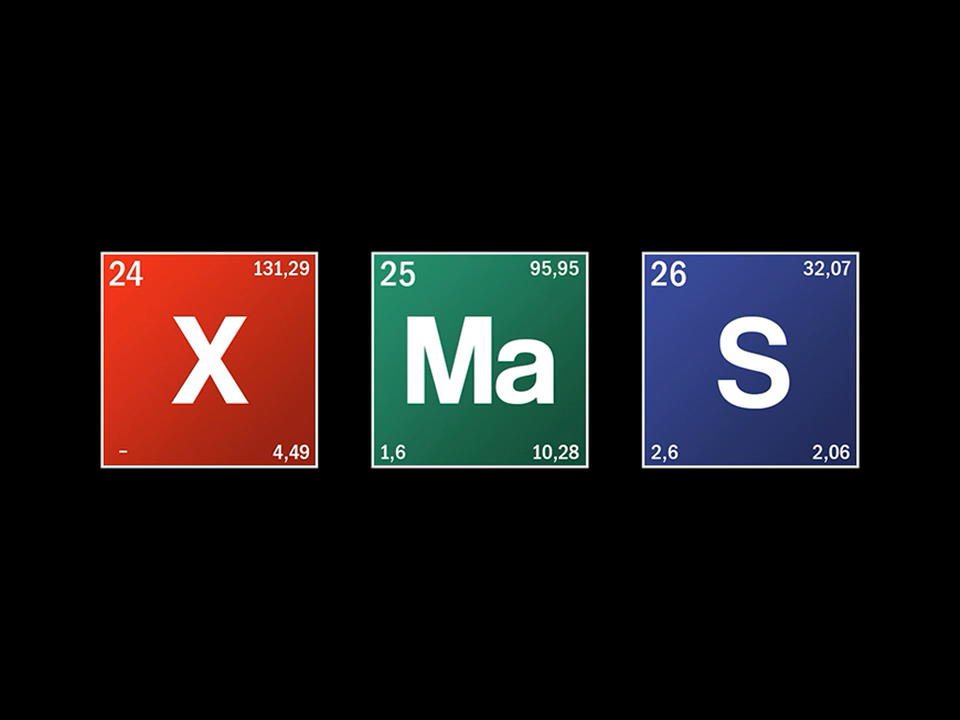 24 131,29
X
– 4,49
25 95,95
Ma
1,6 10,28
26 32,07
S
2,6 2,06